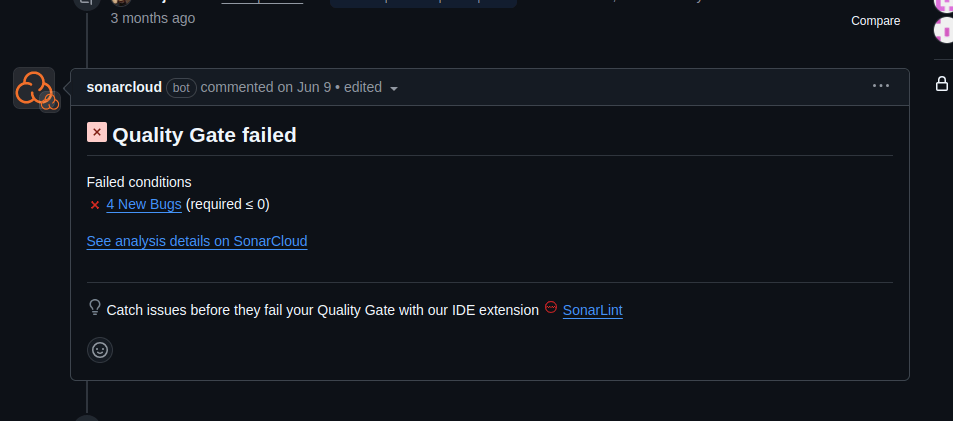 3 months ago
Compare
sonarcloud bot commented on Jun 9 • edited
Quality Gate failed
Failed conditions
4 New Bugs (required ≤ 0)
See analysis details on SonarCloud
Catch issues before they fail your Quality Gate with our IDE extension SonarLint